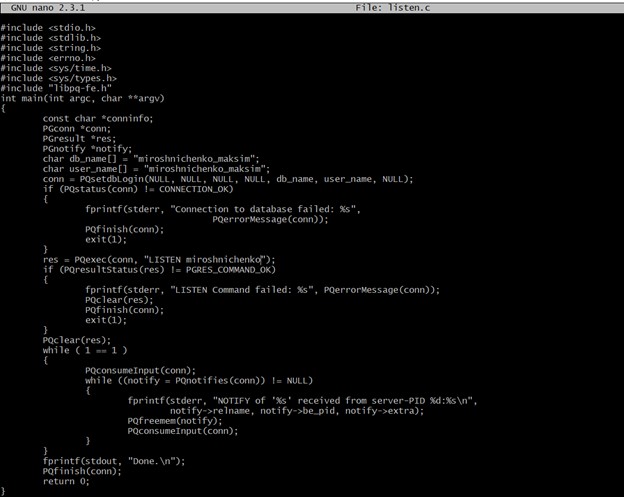 GNU nano 2.3.1 File: listen.c
#include <stdio.h>
#include <stdlib.h>
#include <string.h>
#include <errno.h>
#include <sys/time.h>
#include <sys/types.h>
#include "libpq-fe.h"
int main(int argc, char **argv)
{
        const char *conninfo;
        PGconn *conn;
        PGresult *res;
        PGnotify *notify;
        char db_name[] = "miroshnichenko_maksim";
        char user_name[] = "miroshnichenko_maksim";
        conn = PQsetdbLogin(NULL, NULL, NULL, NULL, db_name, user_name, NULL);
        if (PQstatus(conn) != CONNECTION_OK)
        {
                fprintf(stderr, "Connection to database failed: %s",
                                        PQerrorMessage(conn));
                PQfinish(conn);
                exit(1);
        }
        res = PQexec(conn, "LISTEN miroshnichenko");
        if (PQresultStatus(res) != PGRES_COMMAND_OK)
        {
                fprintf(stderr, "LISTEN Command failed: %s", PQerrorMessage(conn));
                PQclear(res);
                PQfinish(conn);
                exit(1);
        }
        PQclear(res);
        while ( 1 == 1 )
        {
                PQconsumeInput(conn);
                while ((notify = PQnotifies(conn)) != NULL)
                {
                        fprintf(stderr, "NOTIFY of '%s' received from server-PID %d:%s\n",
                                notify->relname, notify->be_pid, notify->extra);
                        PQfreemem(notify);
                        PQconsumeInput(conn);
                }
        }
        fprintf(stdout, "Done.\n");
        PQfinish(conn);
        return 0;
}